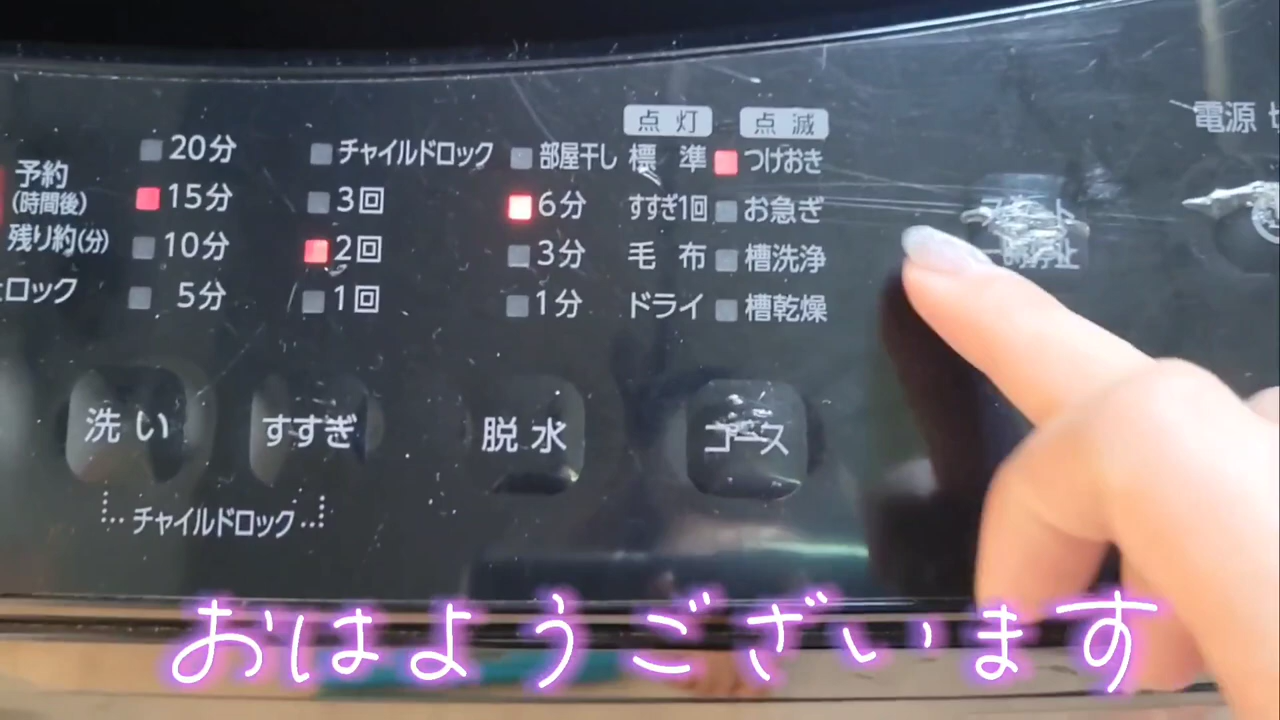 点灯 点滅
電源
予約
(時間後)
残り約(分)
ロック
20分
15分
10分
5分
チャイルドロック
3回
2回
1回
部屋干し
6分
3分
1分
標準 つけおき
すすぎ1回 お急ぎ
毛布 槽洗浄
ドライ 槽乾燥
洗い すすぎ 脱水 コース
チャイルドロック
おはようございます